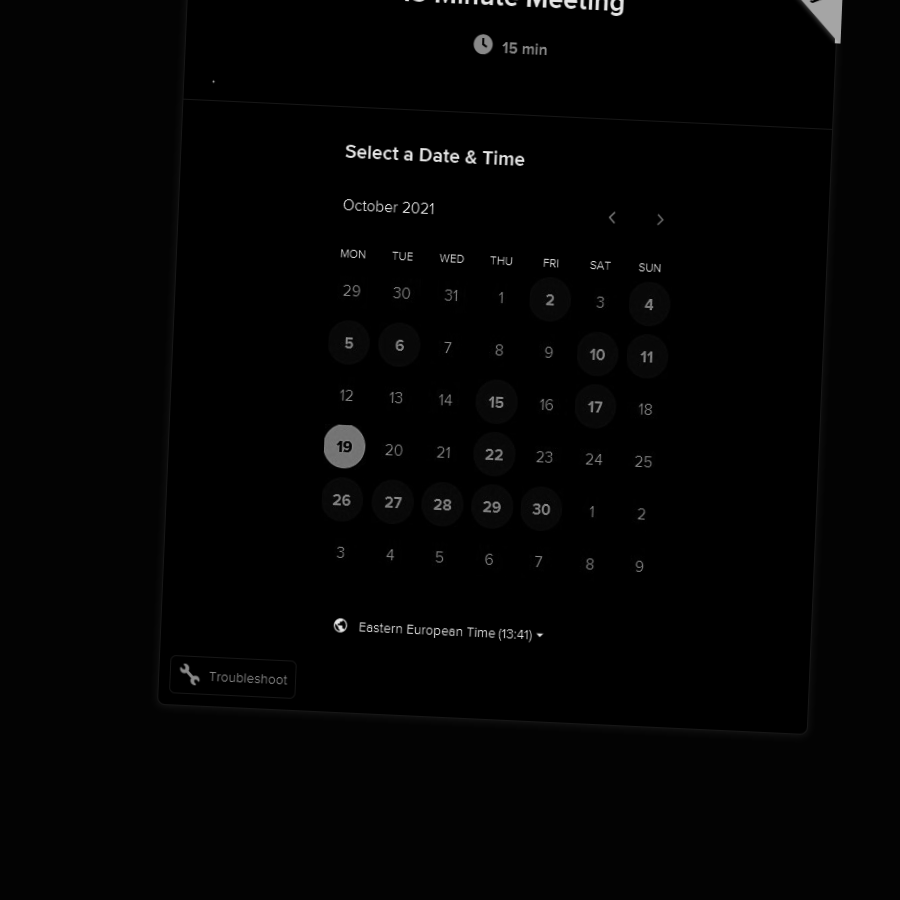 Minute Meeting
15 min
.
Select a Date & Time
October 2021
MON TUE WED THU FRI SAT SUN
29 30 31 1 2 3 4
5 6 7 8 9 10 11
12 13 14 15 16 17 18
19 20 21 22 23 24 25
26 27 28 29 30 1 2
3 4 5 6 7 8 9
Eastern European Time (13:41)
Troubleshoot